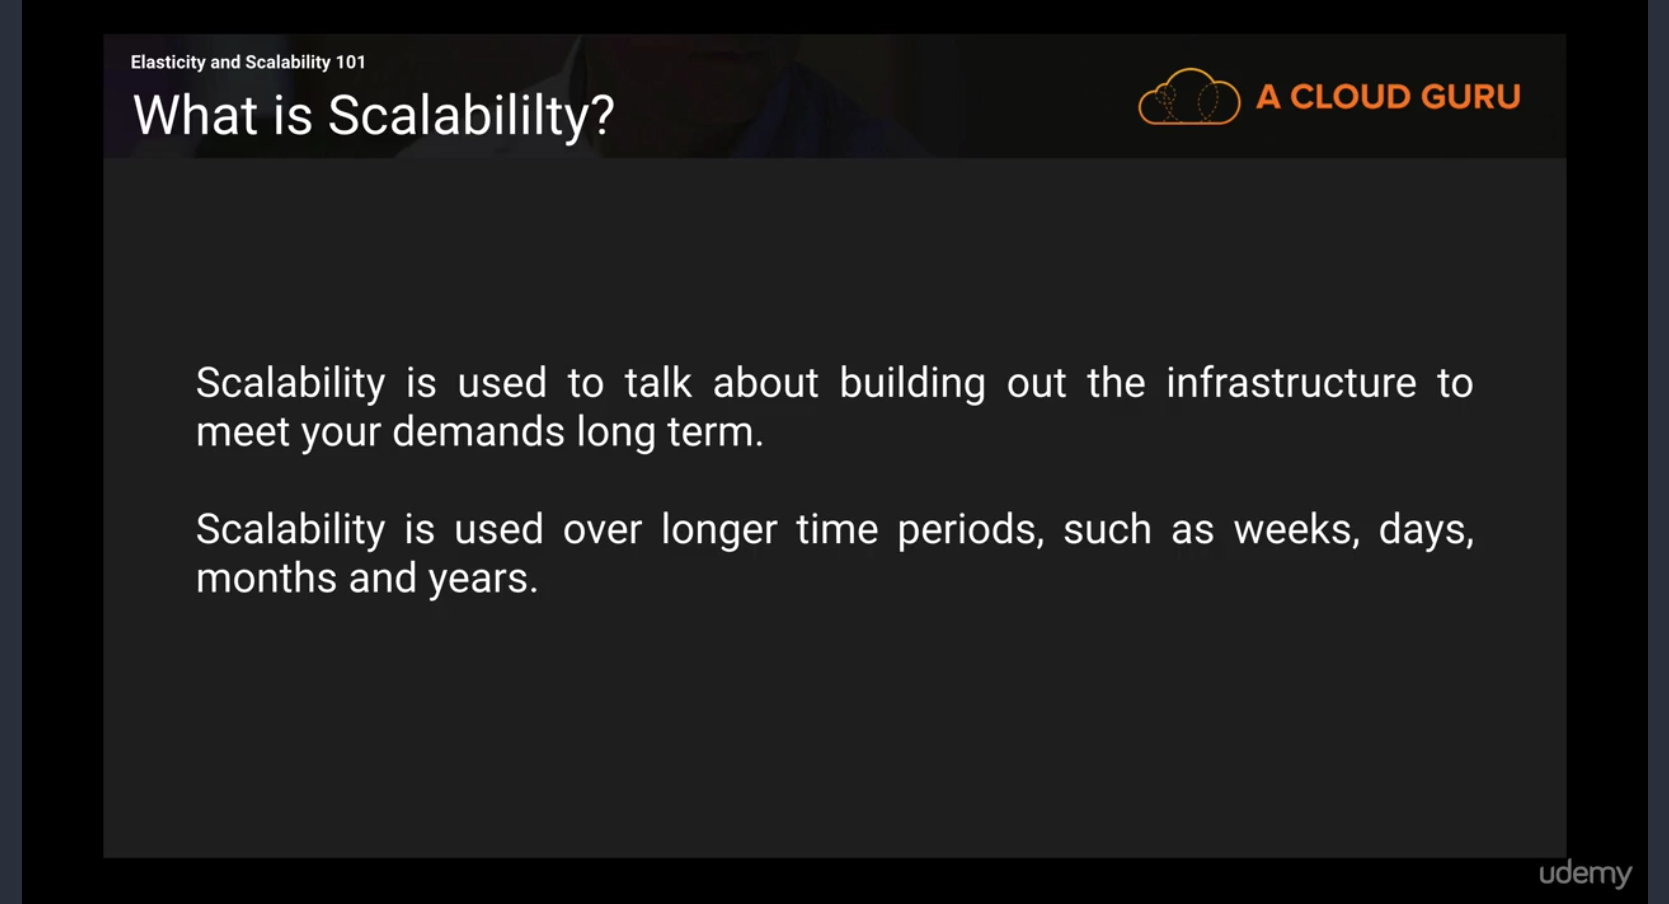 Elasticity and Scalability 101
What is Scalabililty?
A CLOUD GURU
Scalability is used to talk about building out the infrastructure to
meet your demands long term.
Scalability is used over longer time periods, such as weeks, days,
months and years.
udemy